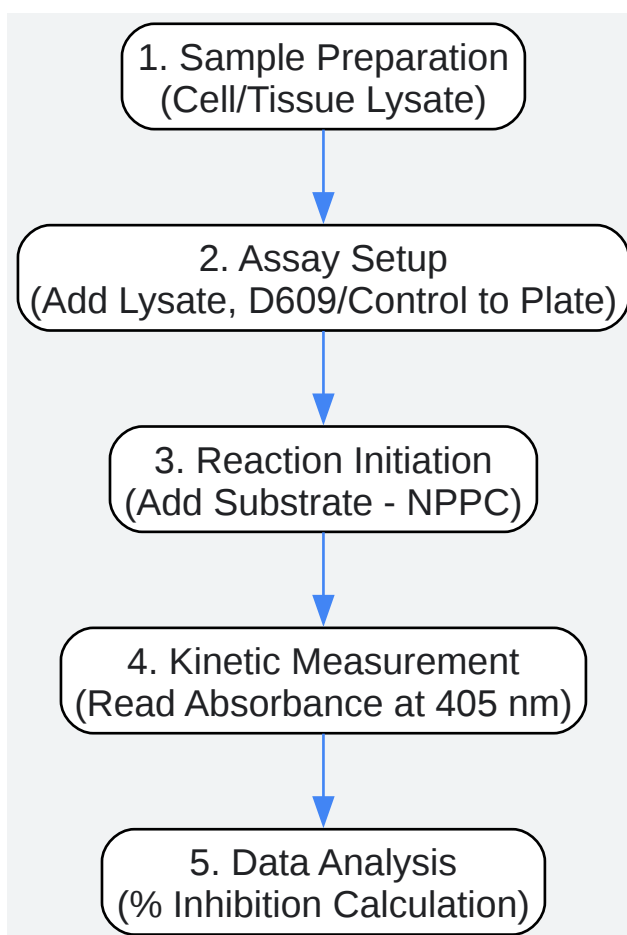 1. Sample Preparation
(Cell/Tissue Lysate)
2. Assay Setup
(Add Lysate, D609/Control to Plate)
3. Reaction Initiation
(Add Substrate - NPPC)
4. Kinetic Measurement
(Read Absorbance at 405 nm)
5. Data Analysis
(% Inhibition Calculation)